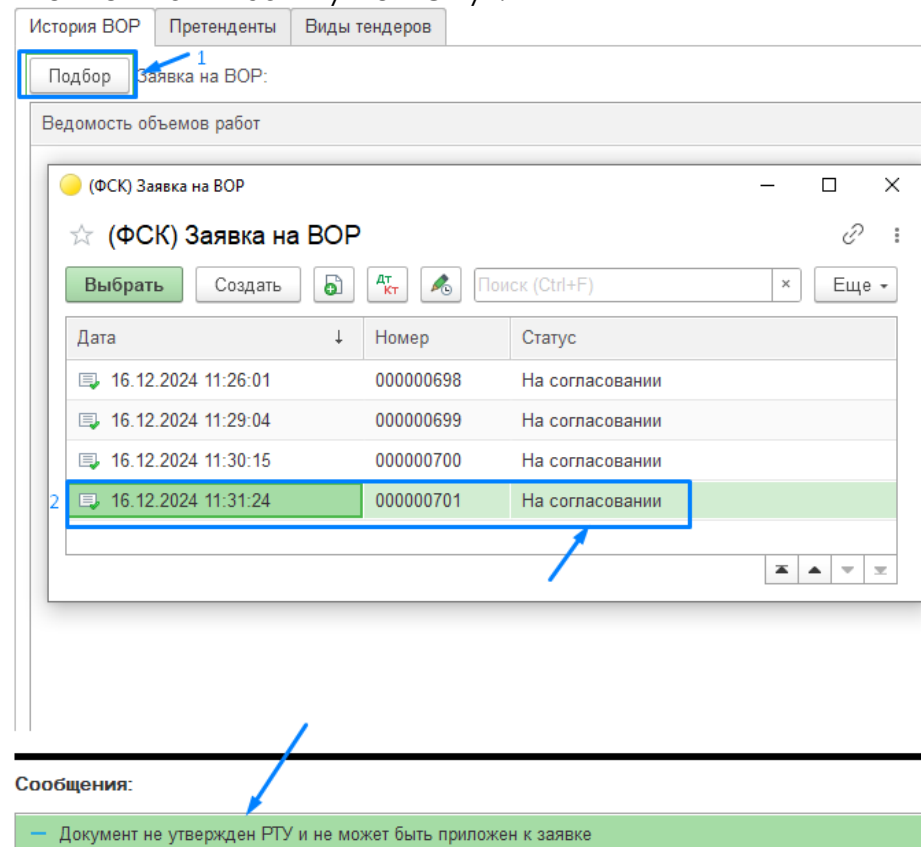 История ВОР Претенденты Виды тендеров
1
Подбор Заявка на ВОР:
Ведомость объемов работ
(ФСК) Заявка на ВОР
(ФСК) Заявка на ВОР
Выбрать Создать Дт Кт Поиск (Ctrl+F) × Еще
Дата ↓ Номер Статус
16.12.2024 11:26:01 000000698 На согласовании
16.12.2024 11:29:04 000000699 На согласовании
16.12.2024 11:30:15 000000700 На согласовании
2 16.12.2024 11:31:24 000000701 На согласовании
Сообщения:
— Документ не утвержден РТУ и не может быть приложен к заявке